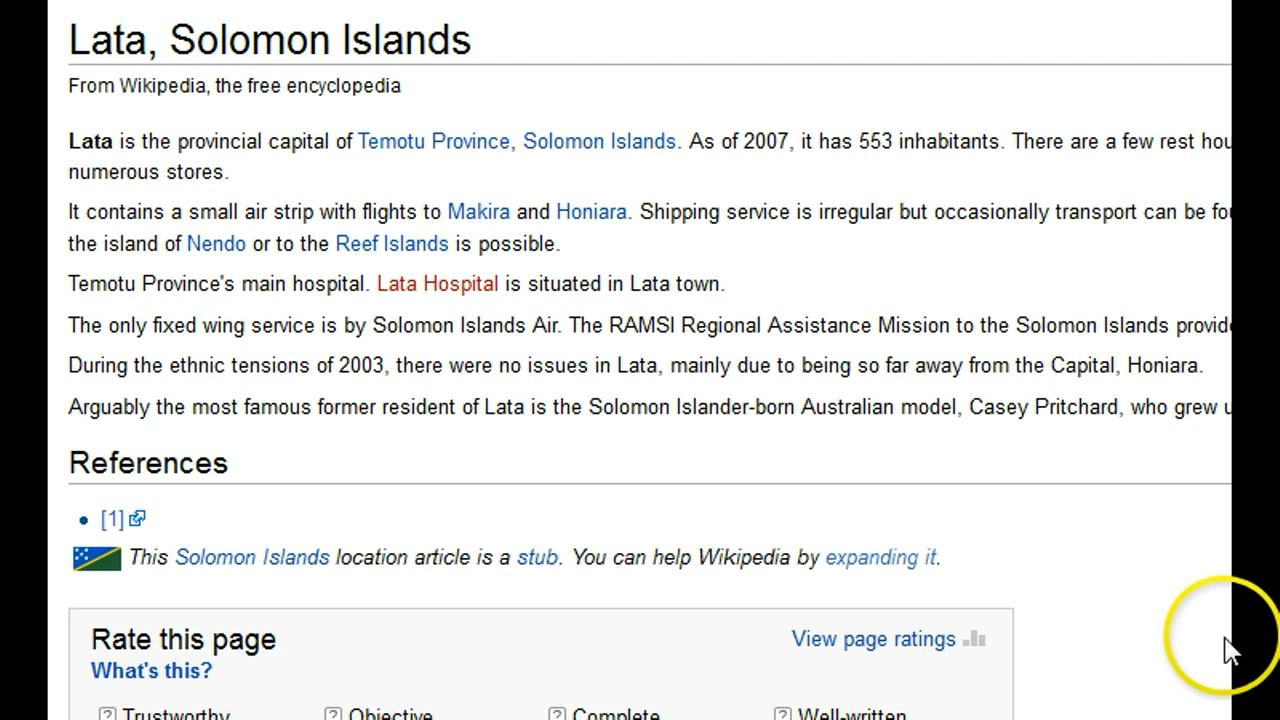 Lata, Solomon Islands
From Wikipedia, the free encyclopedia
Lata is the provincial capital of Temotu Province, Solomon Islands. As of 2007, it has 553 inhabitants. There are a few rest
numerous stores.
It contains a small air strip with flights to Makira and Honiara. Shipping service is irregular but occasionally transport can be
the island of Nendo or to the Reef Islands is possible.
Temotu Province's main hospital. Lata Hospital is situated in Lata town.
The only fixed wing service is by Solomon Islands Air. The RAMSI Regional Assistance Mission to the Solomon Islands
During the ethnic tensions of 2003, there were no issues in Lata, mainly due to being so far away from the Capital, Honiara.
Arguably the most famous former resident of Lata is the Solomon Islander-born Australian model, Casey Pritchard, who grew
References
[1]
This Solomon Islands location article is a stub. You can help Wikipedia by expanding it.
Rate this page
View page ratings
What's this?
? Trustworthy ? Objective ? Complete ? Well-written